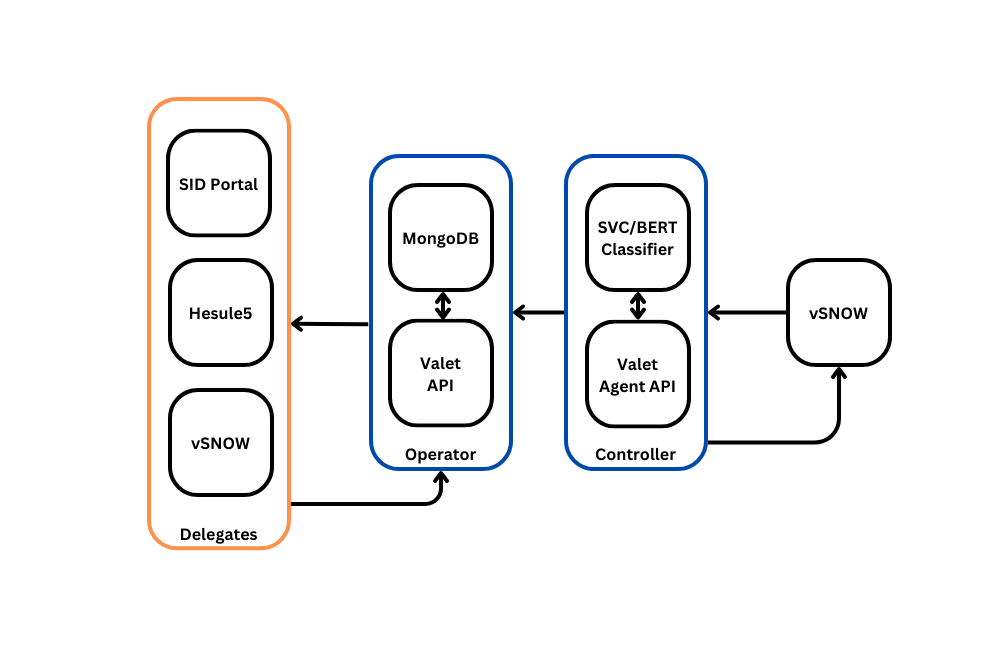 SID Portal
Hesule5
vSNOW
Delegates
MongoDB
Valet
API
Operator
SVC/BERT
Classifier
Valet
Agent API
Controller
vSNOW